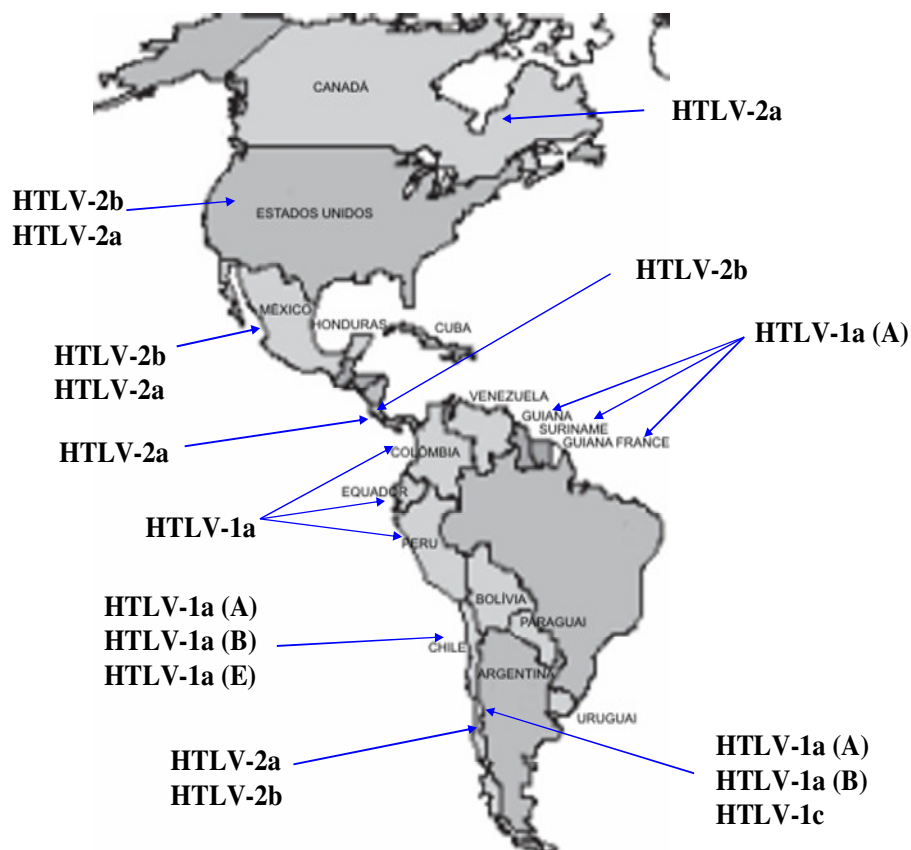 CANADÁ
HTLV-2a
HTLV-2b
HTLV-2a
ESTADOS UNIDOS
HTLV-2b
MÉXICO
HONDURAS
CUBA
HTLV-1a (A)
HTLV-2b
HTLV-2a
VENEZUELA
GUIANA
SURINAME
GUIANA FRANCE
HTLV-2a
COLÔMBIA
EQUADOR
HTLV-1a
PERU
BOLÍVIA
HTLV-1a (A)
HTLV-1a (B)
HTLV-1a (E)
PARAGUAI
CHILE
ARGENTINA
URUGUAI
HTLV-2a
HTLV-2b
HTLV-1a (A)
HTLV-1a (B)
HTLV-1c